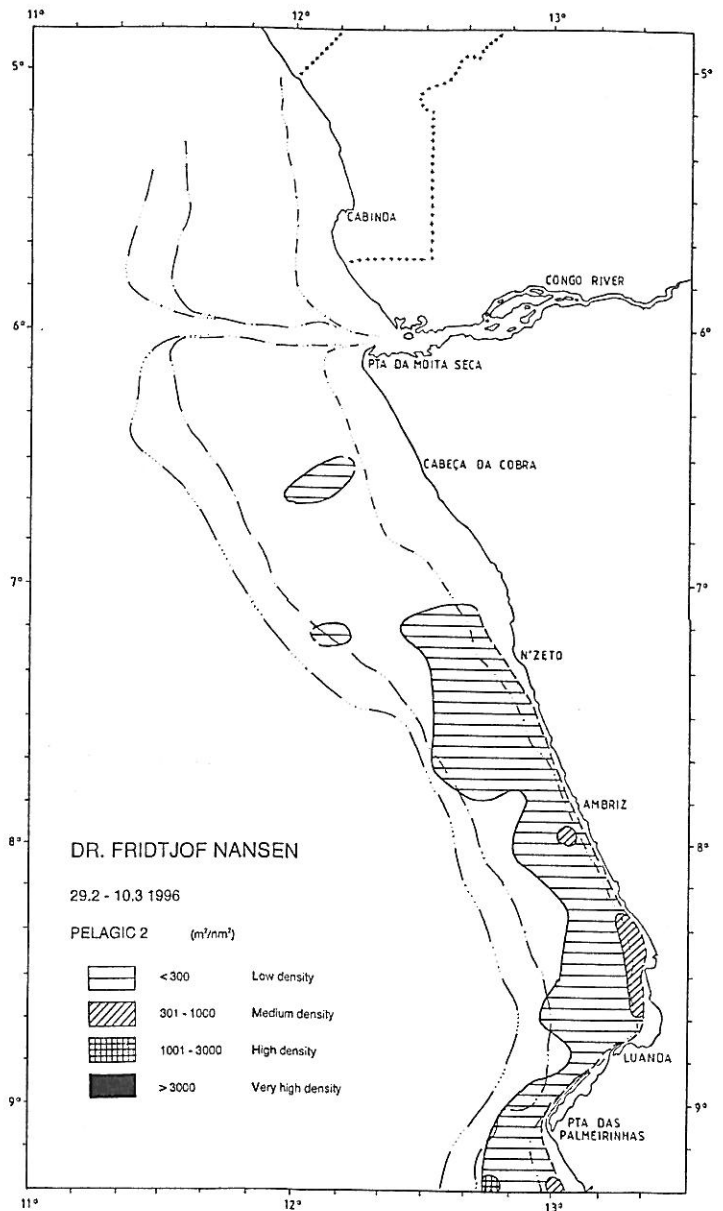 11° 12° 13°
5° 5°
CABINDA
CONGO RIVER
6° 6°
PTA DA MOITA SECA
CABEÇA DA COBRA
7° 7°
N'ZETO
AMBRIZ
8° 8°
DR. FRIDTJOF NANSEN
29.2 - 10.3 1996
PELAGIC 2 (m²/nm²)
<300 Low density
301 - 1000 Medium density
1001 - 3000 High density
>3000 Very high density
LUANDA
9° 9°
PTA DAS
PALMEIRINHAS
11° 12° 13°